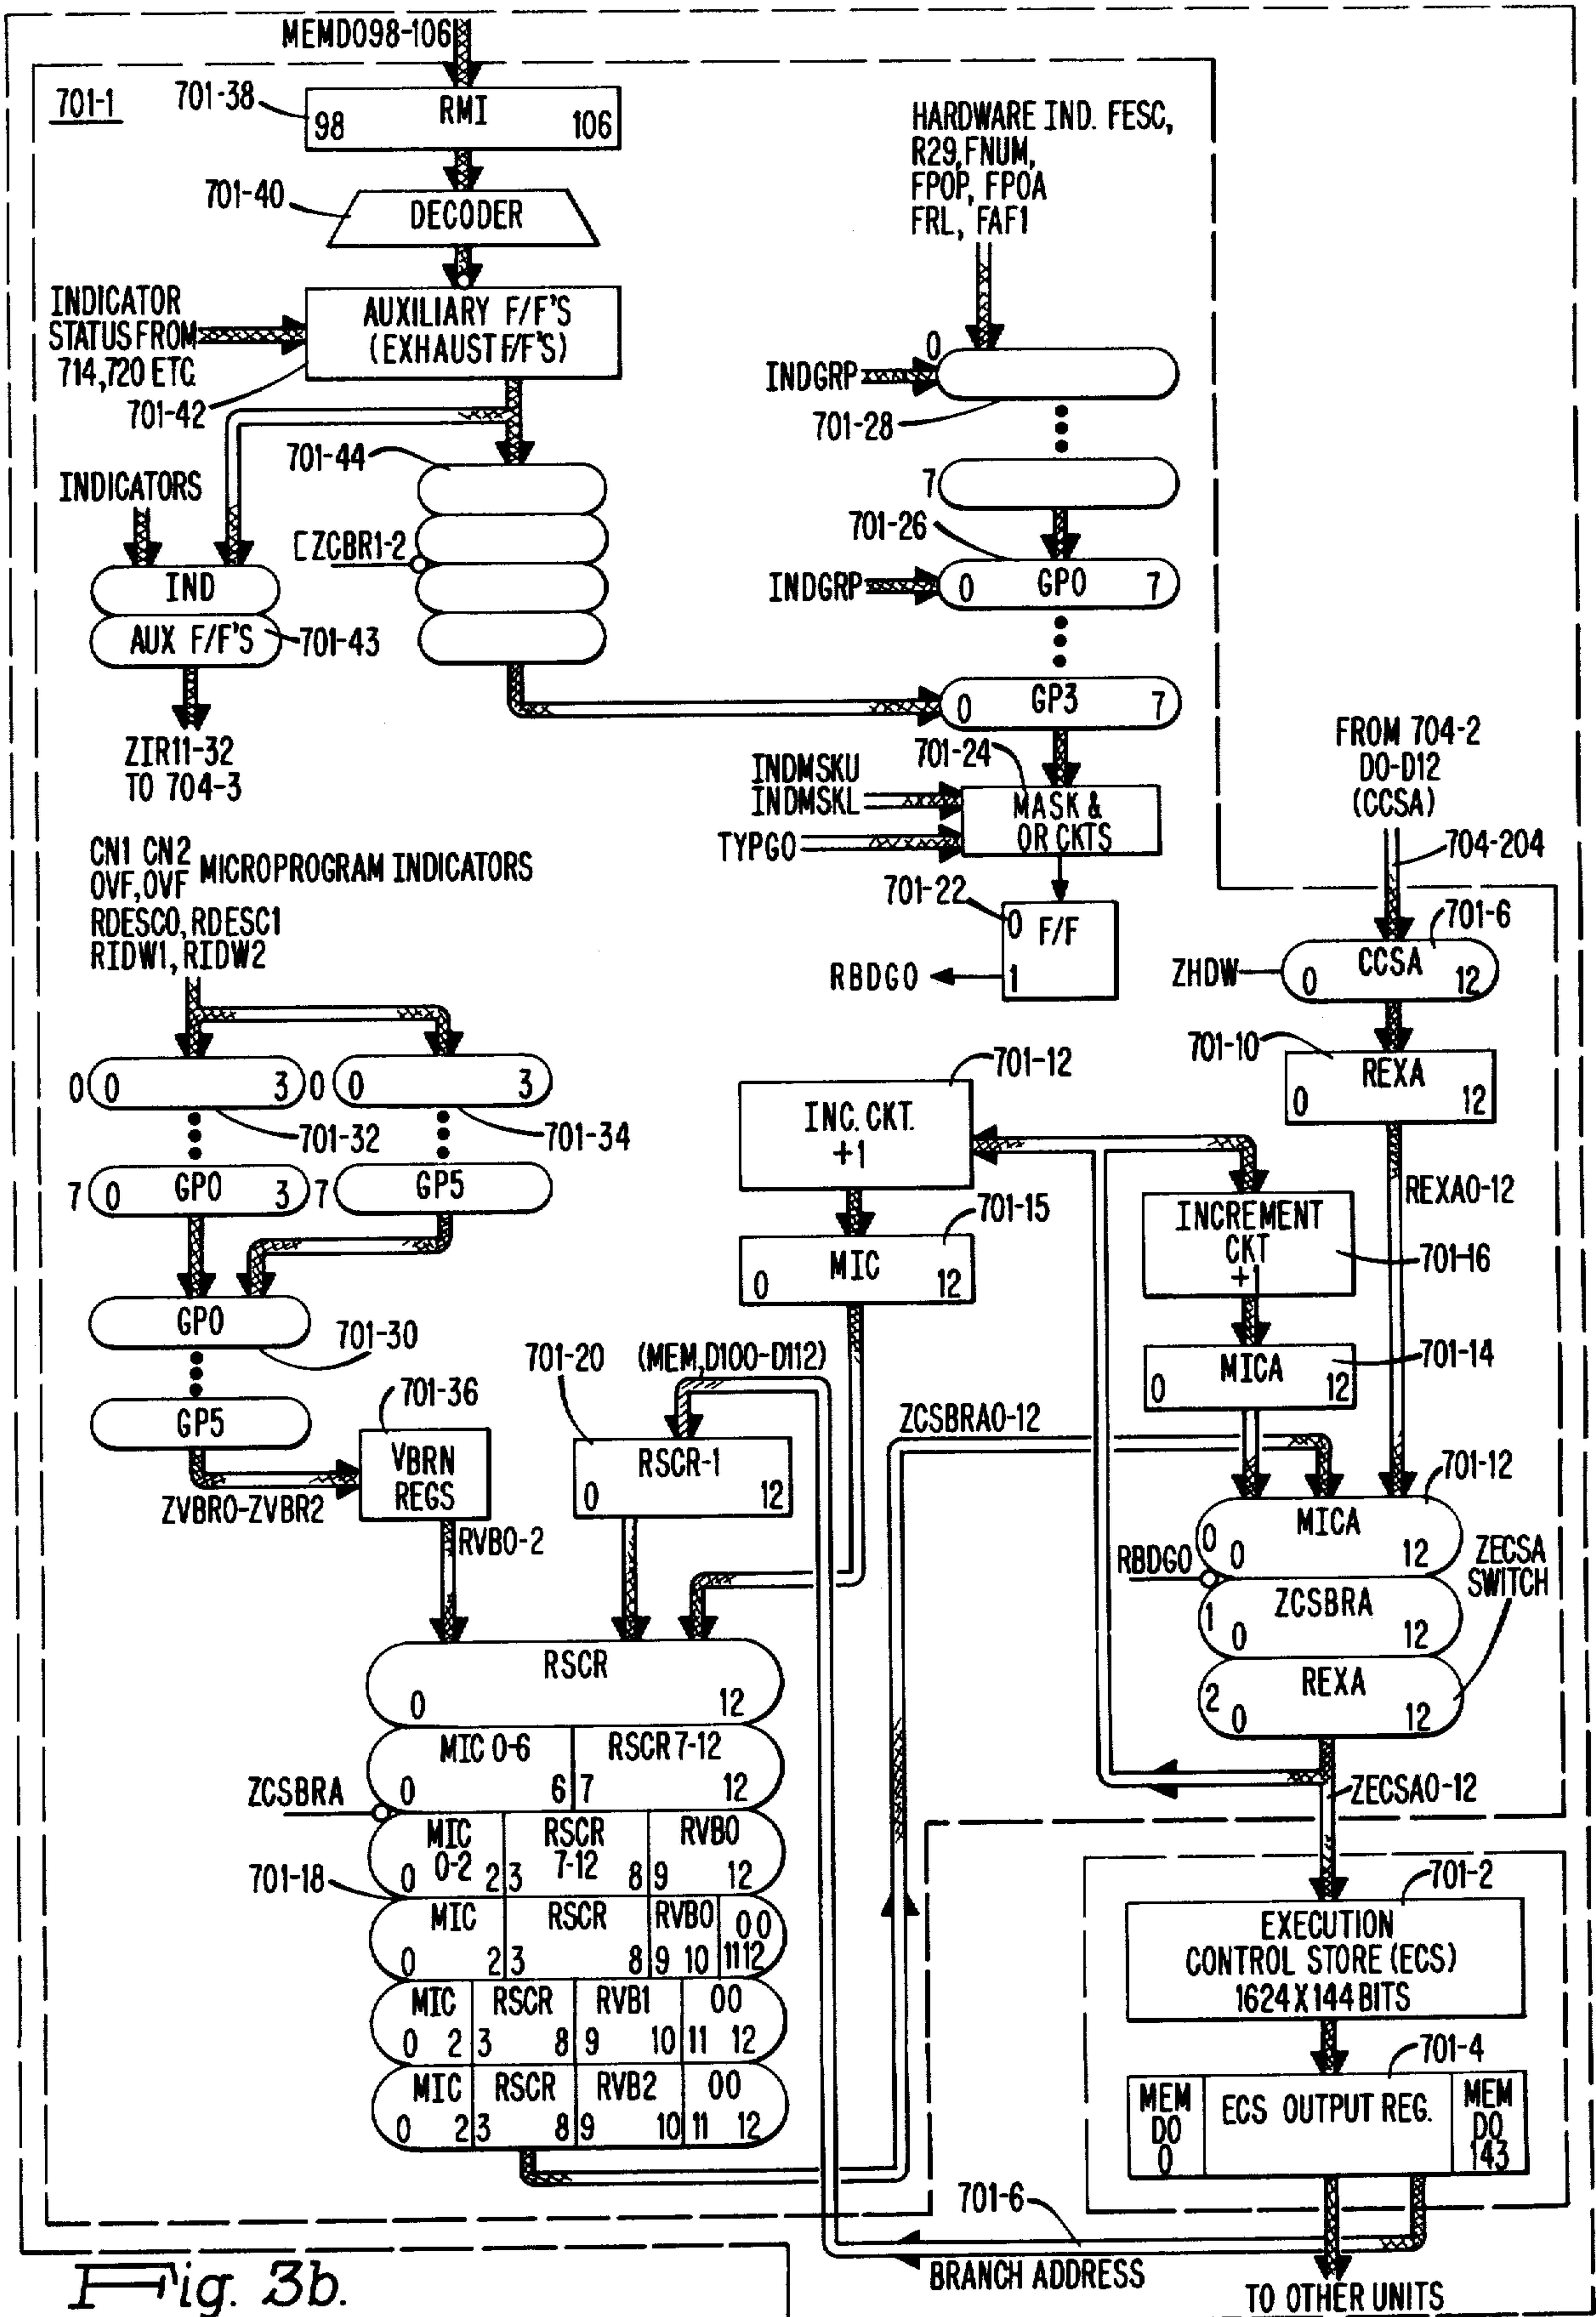 MEMDO98-106
701-1
701-38
RMI
98 106
HARDWARE IND. FESC,
R29, FNUM,
FPOP, FPOA
FRL, FAF1
701-40
DECODER
INDICATOR
STATUS FROM
714,720 ETC.
AUXILIARY F/F'S
(EXHAUST F/F'S)
701-42
0
INDGRP
701-28
701-44
7
INDICATORS
[ZCBR1-2
701-26
INDGRP
0 GP0 7
IND
AUX F/F'S
701-43
0 GP3 7
701-24
ZIR11-32
TO 704-3
INDMSKU
INDMSKL
TYPGO
MASK &
OR CKTS
FROM 704-2
DO-D12
(CCSA)
704-204
CN1 CN2
OVF,OVF
MICROPROGRAM INDICATORS
RDESC0, RDESC1
RIDW1, RIDW2
701-22
0 F/F
1
RBDGO
701-6
ZHDW
CCSA
0 12
701-10
REXA
0 12
0 0 3
0 0 3
701-32
701-34
7 0 GP0 3
7 GP5
701-12
INC. CKT.
+1
REXA0-12
701-15
MIC
0 12
INCREMENT
CKT
+1
701-16
GP0
701-30
GP5
701-36
VBRN
REGS
ZVBR0-ZVBR2
RVB0-2
701-20
(MEM,D100-D112)
RSCR-1
0 12
MICA
0 12
701-14
ZCSBRA0-12
701-12
0 MICA
0 12
RBDGO
1 ZCSBRA
0 12
2 REXA
0 12
ZECSA
SWITCH
ZECSA0-12
RSCR
0 12
MIC 0-6 RSCR 7-12
0 6 7 12
ZCSBRA
MIC RSCR RVB0
0-2 7-12
0 2 3 8 9 12
701-18
MIC RSCR RVB0 00
0 2 3 8 9 10 11 12
MIC RSCR RVB1 00
0 2 3 8 9 10 11 12
MIC RSCR RVB2 00
0 2 3 8 9 10 11 12
701-2
EXECUTION
CONTROL STORE (ECS)
1624 X 144 BITS
701-4
MEM
DO
0
ECS OUTPUT REG.
MEM
DO
143
701-6
BRANCH ADDRESS
TO OTHER UNITS
Fig. 3b.